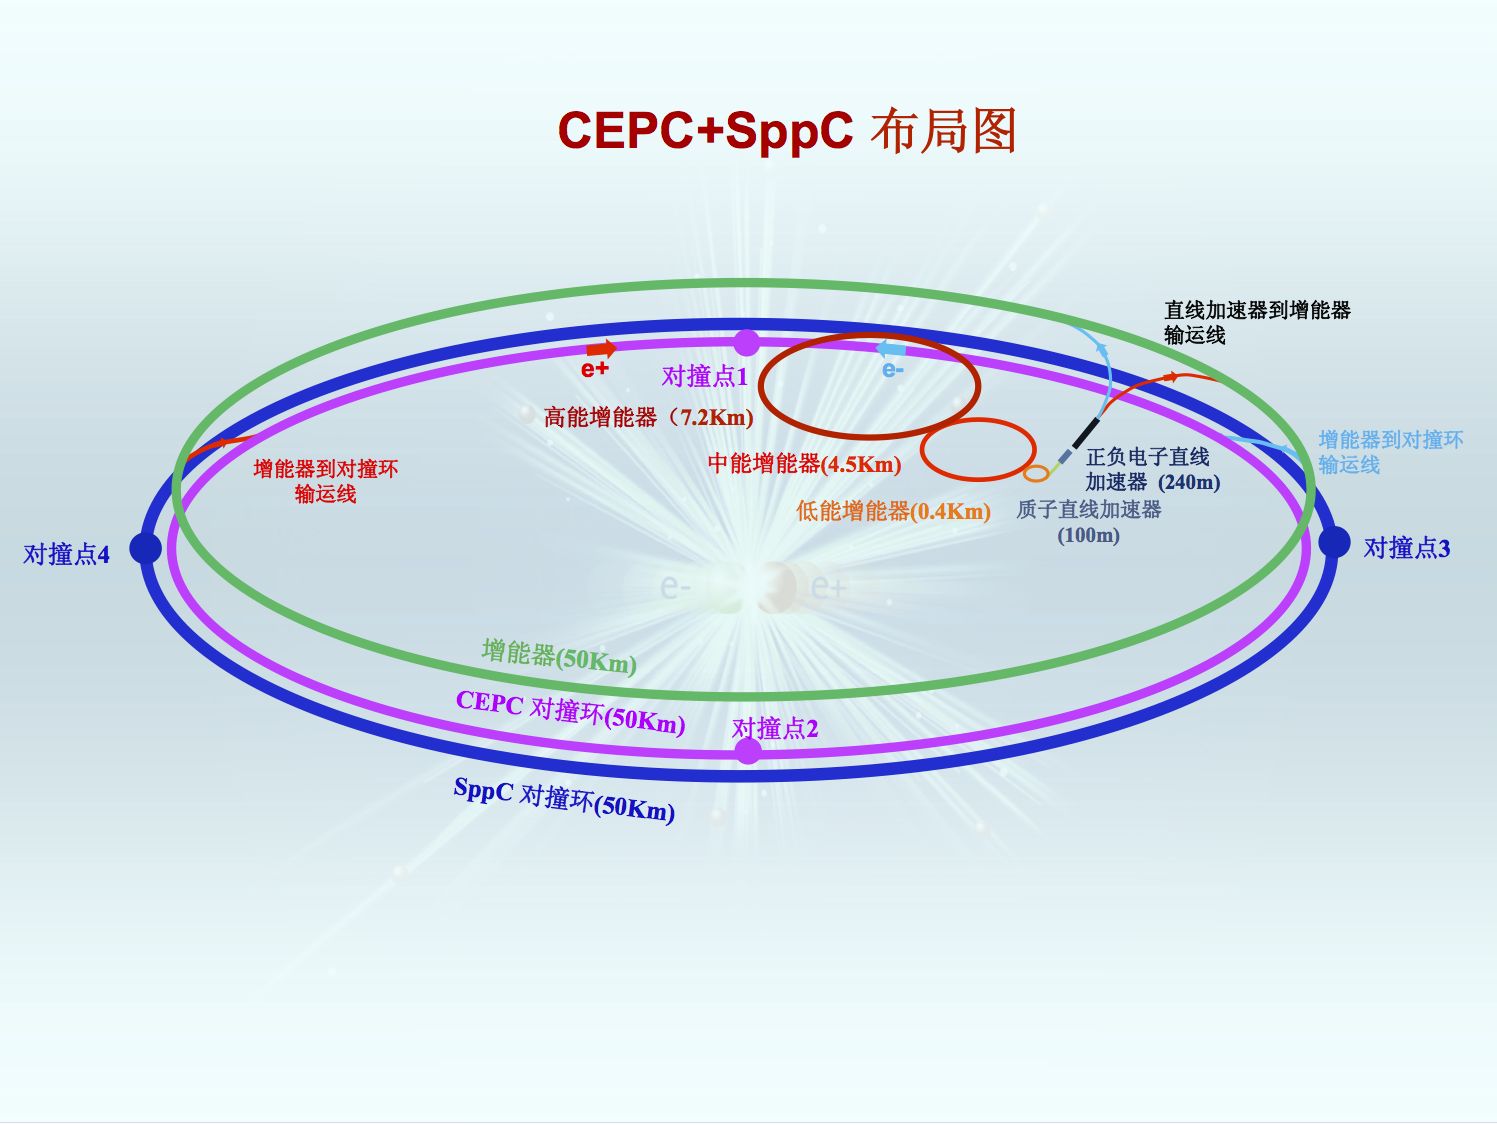 CEPC+SppC 布局图
直线加速器到增能器
输运线
e+
对撞点1
e-
高能增能器（7.2Km)
增能器到对撞环
输运线
中能增能器(4.5Km)
正负电子直线
加速器 (240m)
增能器到对撞环
输运线
低能增能器(0.4Km)
质子直线加速器
(100m)
对撞点4
对撞点3
e-
e+
增能器(50Km)
CEPC 对撞环(50Km)
对撞点2
SppC 对撞环(50Km)